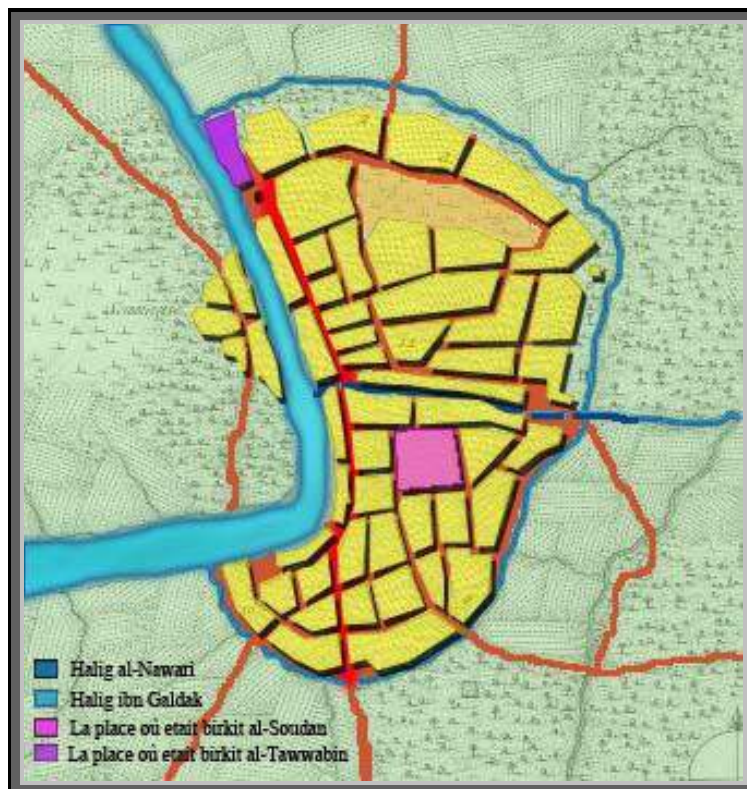 Halig al-Nawari
Halig ibn Galdak
La place où etait birkit al-Soudan
La place où etait birkit al-Tawwabin